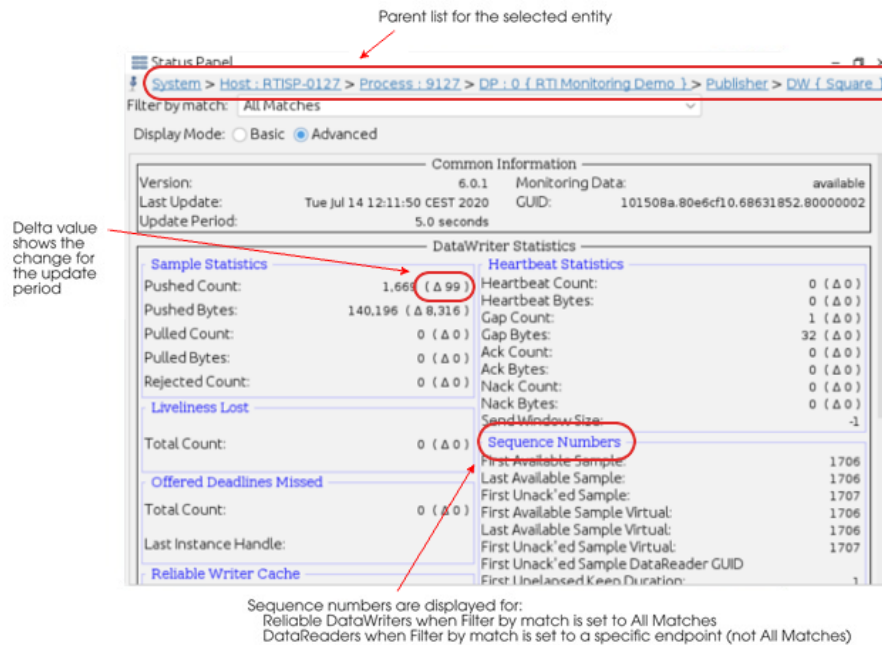 Parent list for the selected entity
Status Panel
System > Host : RTISP-0127 > Process : 9127 > DP : 0 { RTI Monitoring Demo } > Publisher > DW { Square }
Filter by match: All Matches
Display Mode: Basic Advanced
Common Information
Version: 6.0.1 Monitoring Data: available
Last Update: Tue Jul 14 12:11:50 CEST 2020 GUID: 101508a.80e6cf10.68631852.80000002
Update Period: 5.0 seconds
Delta value
shows the
change for
the update
period
DataWriter Statistics
Sample Statistics
Pushed Count: 1,669 ( Δ 99 )
Pushed Bytes: 140,196 ( Δ 8,316 )
Pulled Count: 0 ( Δ 0 )
Pulled Bytes: 0 ( Δ 0 )
Rejected Count: 0 ( Δ 0 )
Heartbeat Statistics
Heartbeat Count: 0 ( Δ 0 )
Heartbeat Bytes: 0 ( Δ 0 )
Gap Count: 1 ( Δ 0 )
Gap Bytes: 32 ( Δ 0 )
Ack Count: 0 ( Δ 0 )
Ack Bytes: 0 ( Δ 0 )
Nack Count: 0 ( Δ 0 )
Nack Bytes: 0 ( Δ 0 )
Send Window Size: -1
Liveliness Lost
Total Count: 0 ( Δ 0 )
Offered Deadlines Missed
Total Count: 0 ( Δ 0 )
Last Instance Handle:
Reliable Writer Cache
Sequence Numbers
First Available Sample: 1706
Last Available Sample: 1706
First Unack'ed Sample: 1707
First Available Sample Virtual: 1706
Last Available Sample Virtual: 1706
First Unack'ed Sample Virtual: 1707
First Unack'ed Sample DataReader GUID
First Unelapsed Keep Duration: 1
Sequence numbers are displayed for:
Reliable DataWriters when Filter by match is set to All Matches
DataReaders when Filter by match is set to a specific endpoint (not All Matches)